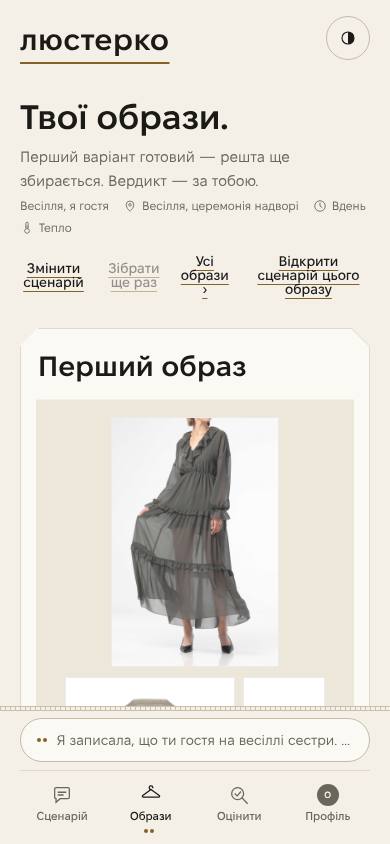 люстерко
Твої образи.
Перший варіант готовий — решта ще
збирається. Вердикт — за тобою.
Весілля, я гостя Весілля, церемонія надворі Вдень
Тепло
Змінити
сценарій
Зібрати
ще раз
Усі
образи
›
Відкрити
сценарій цього
образу
Перший образ
Я записала, що ти гостя на весіллі сестри. ...
Сценарій Образи Оцінити Профіль
О